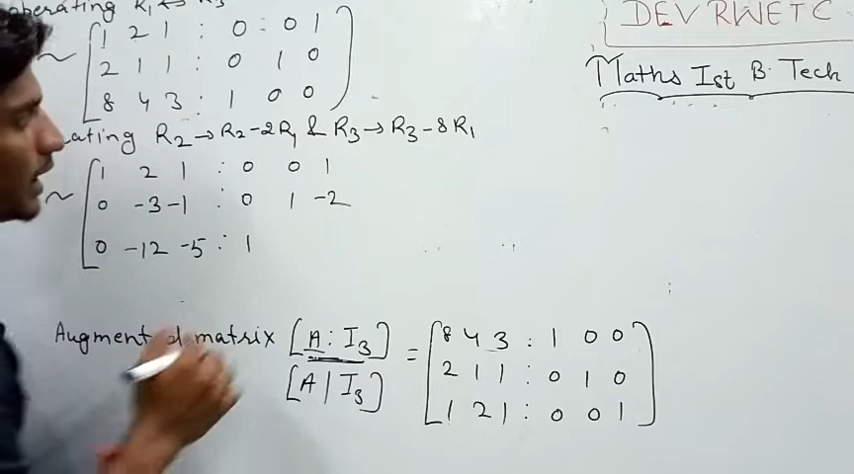 operating R₁ ↔ R₃
DEV RWETC
Maths Ist B. Tech
~ [ 1 2 1 : 0 : 0 1 ]
2 1 1 : 0 1 0
8 4 3 : 1 0 0
ating R₂ → R₂ - 2R₁ & R₃ → R₃ - 8R₁
~ [ 1 2 1 : 0 0 1
0 -3 -1 : 0 1 -2
0 -12 -5 : 1
Augmented matrix [A : I₃] = [ 8 4 3 : 1 0 0 ]
[A | I₃] 2 1 1 : 0 1 0
1 2 1 : 0 0 1